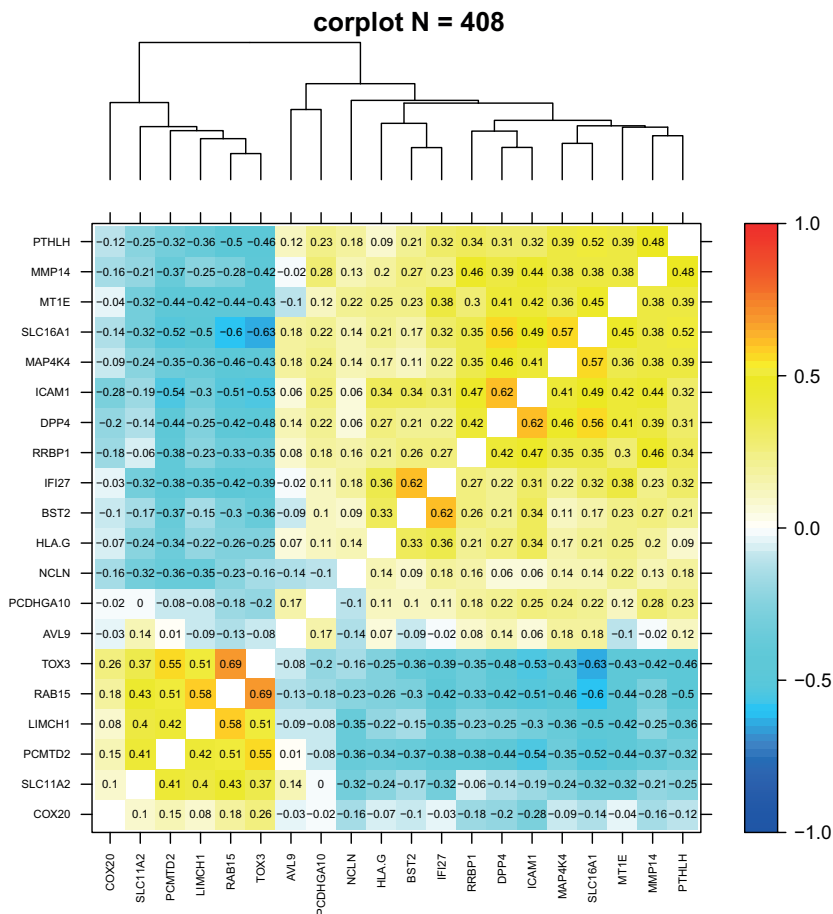 corplot N = 408
PTHLH -0.12 -0.25 -0.32 -0.36 -0.5 -0.46 0.12 0.23 0.18 0.09 0.21 0.32 0.34 0.31 0.32 0.39 0.52 0.39 0.48
MMP14 -0.16 -0.21 -0.37 -0.25 -0.28 -0.42 -0.02 0.28 0.13 0.2 0.27 0.23 0.46 0.39 0.44 0.38 0.38 0.38 0.48
MT1E -0.04 -0.32 -0.44 -0.42 -0.44 -0.43 -0.1 0.12 0.22 0.25 0.23 0.38 0.3 0.41 0.42 0.36 0.45 0.38 0.39
SLC16A1 -0.14 -0.32 -0.52 -0.5 -0.6 -0.63 0.18 0.22 0.14 0.21 0.17 0.32 0.35 0.56 0.49 0.57 0.45 0.38 0.52
MAP4K4 -0.09 -0.24 -0.35 -0.36 -0.46 -0.43 0.18 0.24 0.14 0.17 0.11 0.22 0.35 0.46 0.41 0.57 0.36 0.38 0.39
ICAM1 -0.28 -0.19 -0.54 -0.3 -0.51 -0.53 0.06 0.25 0.06 0.34 0.34 0.31 0.47 0.62 0.41 0.49 0.42 0.44 0.32
DPP4 -0.2 -0.14 -0.44 -0.25 -0.42 -0.48 0.14 0.22 0.06 0.27 0.21 0.22 0.42 0.62 0.46 0.56 0.41 0.39 0.31
RRBP1 -0.18 -0.06 -0.38 -0.23 -0.33 -0.35 0.08 0.18 0.16 0.21 0.26 0.27 0.42 0.47 0.35 0.35 0.3 0.46 0.34
IFI27 -0.03 -0.32 -0.38 -0.35 -0.42 -0.39 -0.02 0.11 0.18 0.36 0.62 0.27 0.22 0.31 0.22 0.32 0.38 0.23 0.32
BST2 -0.1 -0.17 -0.37 -0.15 -0.3 -0.36 -0.09 0.1 0.09 0.33 0.62 0.26 0.21 0.34 0.11 0.17 0.23 0.27 0.21
HLA.G -0.07 -0.24 -0.34 -0.22 -0.26 -0.25 0.07 0.11 0.14 0.33 0.36 0.21 0.27 0.34 0.17 0.21 0.25 0.2 0.09
NCLN -0.16 -0.32 -0.36 -0.35 -0.23 -0.16 -0.14 -0.1 0.14 0.09 0.18 0.16 0.06 0.06 0.14 0.14 0.22 0.13 0.18
PCDHGA10 -0.02 0 -0.08 -0.08 -0.18 -0.2 0.17 -0.1 0.11 0.1 0.11 0.18 0.22 0.25 0.24 0.22 0.12 0.28 0.23
AVL9 -0.03 0.14 0.01 -0.09 -0.13 -0.08 0.17 -0.14 0.07 -0.09 -0.02 0.08 0.14 0.06 0.18 0.18 -0.1 -0.02 0.12
TOX3 0.26 0.37 0.55 0.51 0.69 -0.08 -0.2 -0.16 -0.25 -0.36 -0.39 -0.35 -0.48 -0.53 -0.43 -0.63 -0.43 -0.42 -0.46
RAB15 0.18 0.43 0.51 0.58 0.69 -0.13 -0.18 -0.23 -0.26 -0.3 -0.42 -0.33 -0.42 -0.51 -0.46 -0.6 -0.44 -0.28 -0.5
LIMCH1 0.08 0.4 0.42 0.58 0.51 -0.09 -0.08 -0.35 -0.22 -0.15 -0.35 -0.23 -0.25 -0.3 -0.36 -0.5 -0.42 -0.25 -0.36
PCMTD2 0.15 0.41 0.42 0.51 0.55 0.01 -0.08 -0.36 -0.34 -0.37 -0.38 -0.38 -0.44 -0.54 -0.35 -0.52 -0.44 -0.37 -0.32
SLC11A2 0.1 0.41 0.4 0.43 0.37 0.14 0 -0.32 -0.24 -0.17 -0.32 -0.06 -0.14 -0.19 -0.24 -0.32 -0.32 -0.21 -0.25
COX20 0.1 0.15 0.08 0.18 0.26 -0.03 -0.02 -0.16 -0.07 -0.1 -0.03 -0.18 -0.2 -0.28 -0.09 -0.14 -0.04 -0.16 -0.12
COX20 SLC11A2 PCMTD2 LIMCH1 RAB15 TOX3 AVL9 PCDHGA10 NCLN HLA.G BST2 IFI27 RRBP1 DPP4 ICAM1 MAP4K4 SLC16A1 MT1E MMP14 PTHLH
1.0
0.5
0.0
-0.5
-1.0